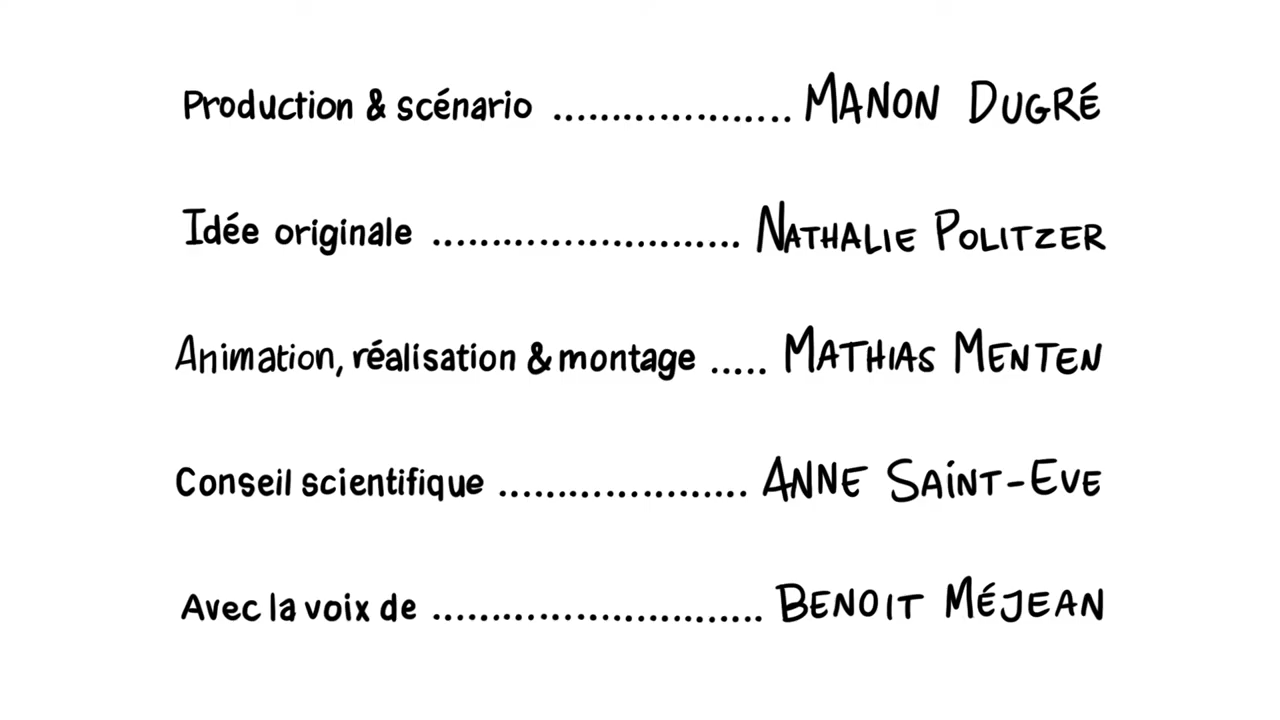 Production & scénario .................... MANON DUGRÉ
Idée originale .......................... NATHALIE POLITZER
Animation, réalisation & montage ..... MATHIAS MENTEN
Conseil scientifique ..................... ANNE SAINT-EVE
Avec la voix de ............................ BENOIT MÉJEAN